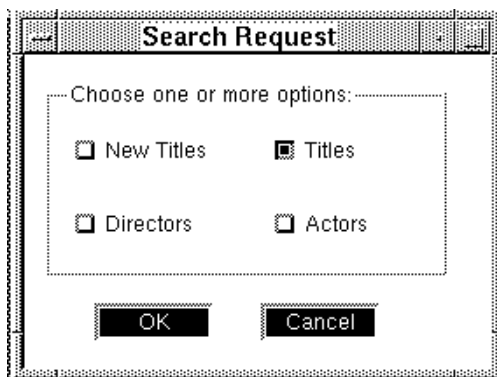 Search Request
Choose one or more options:
New Titles Titles
Directors Actors
OK Cancel